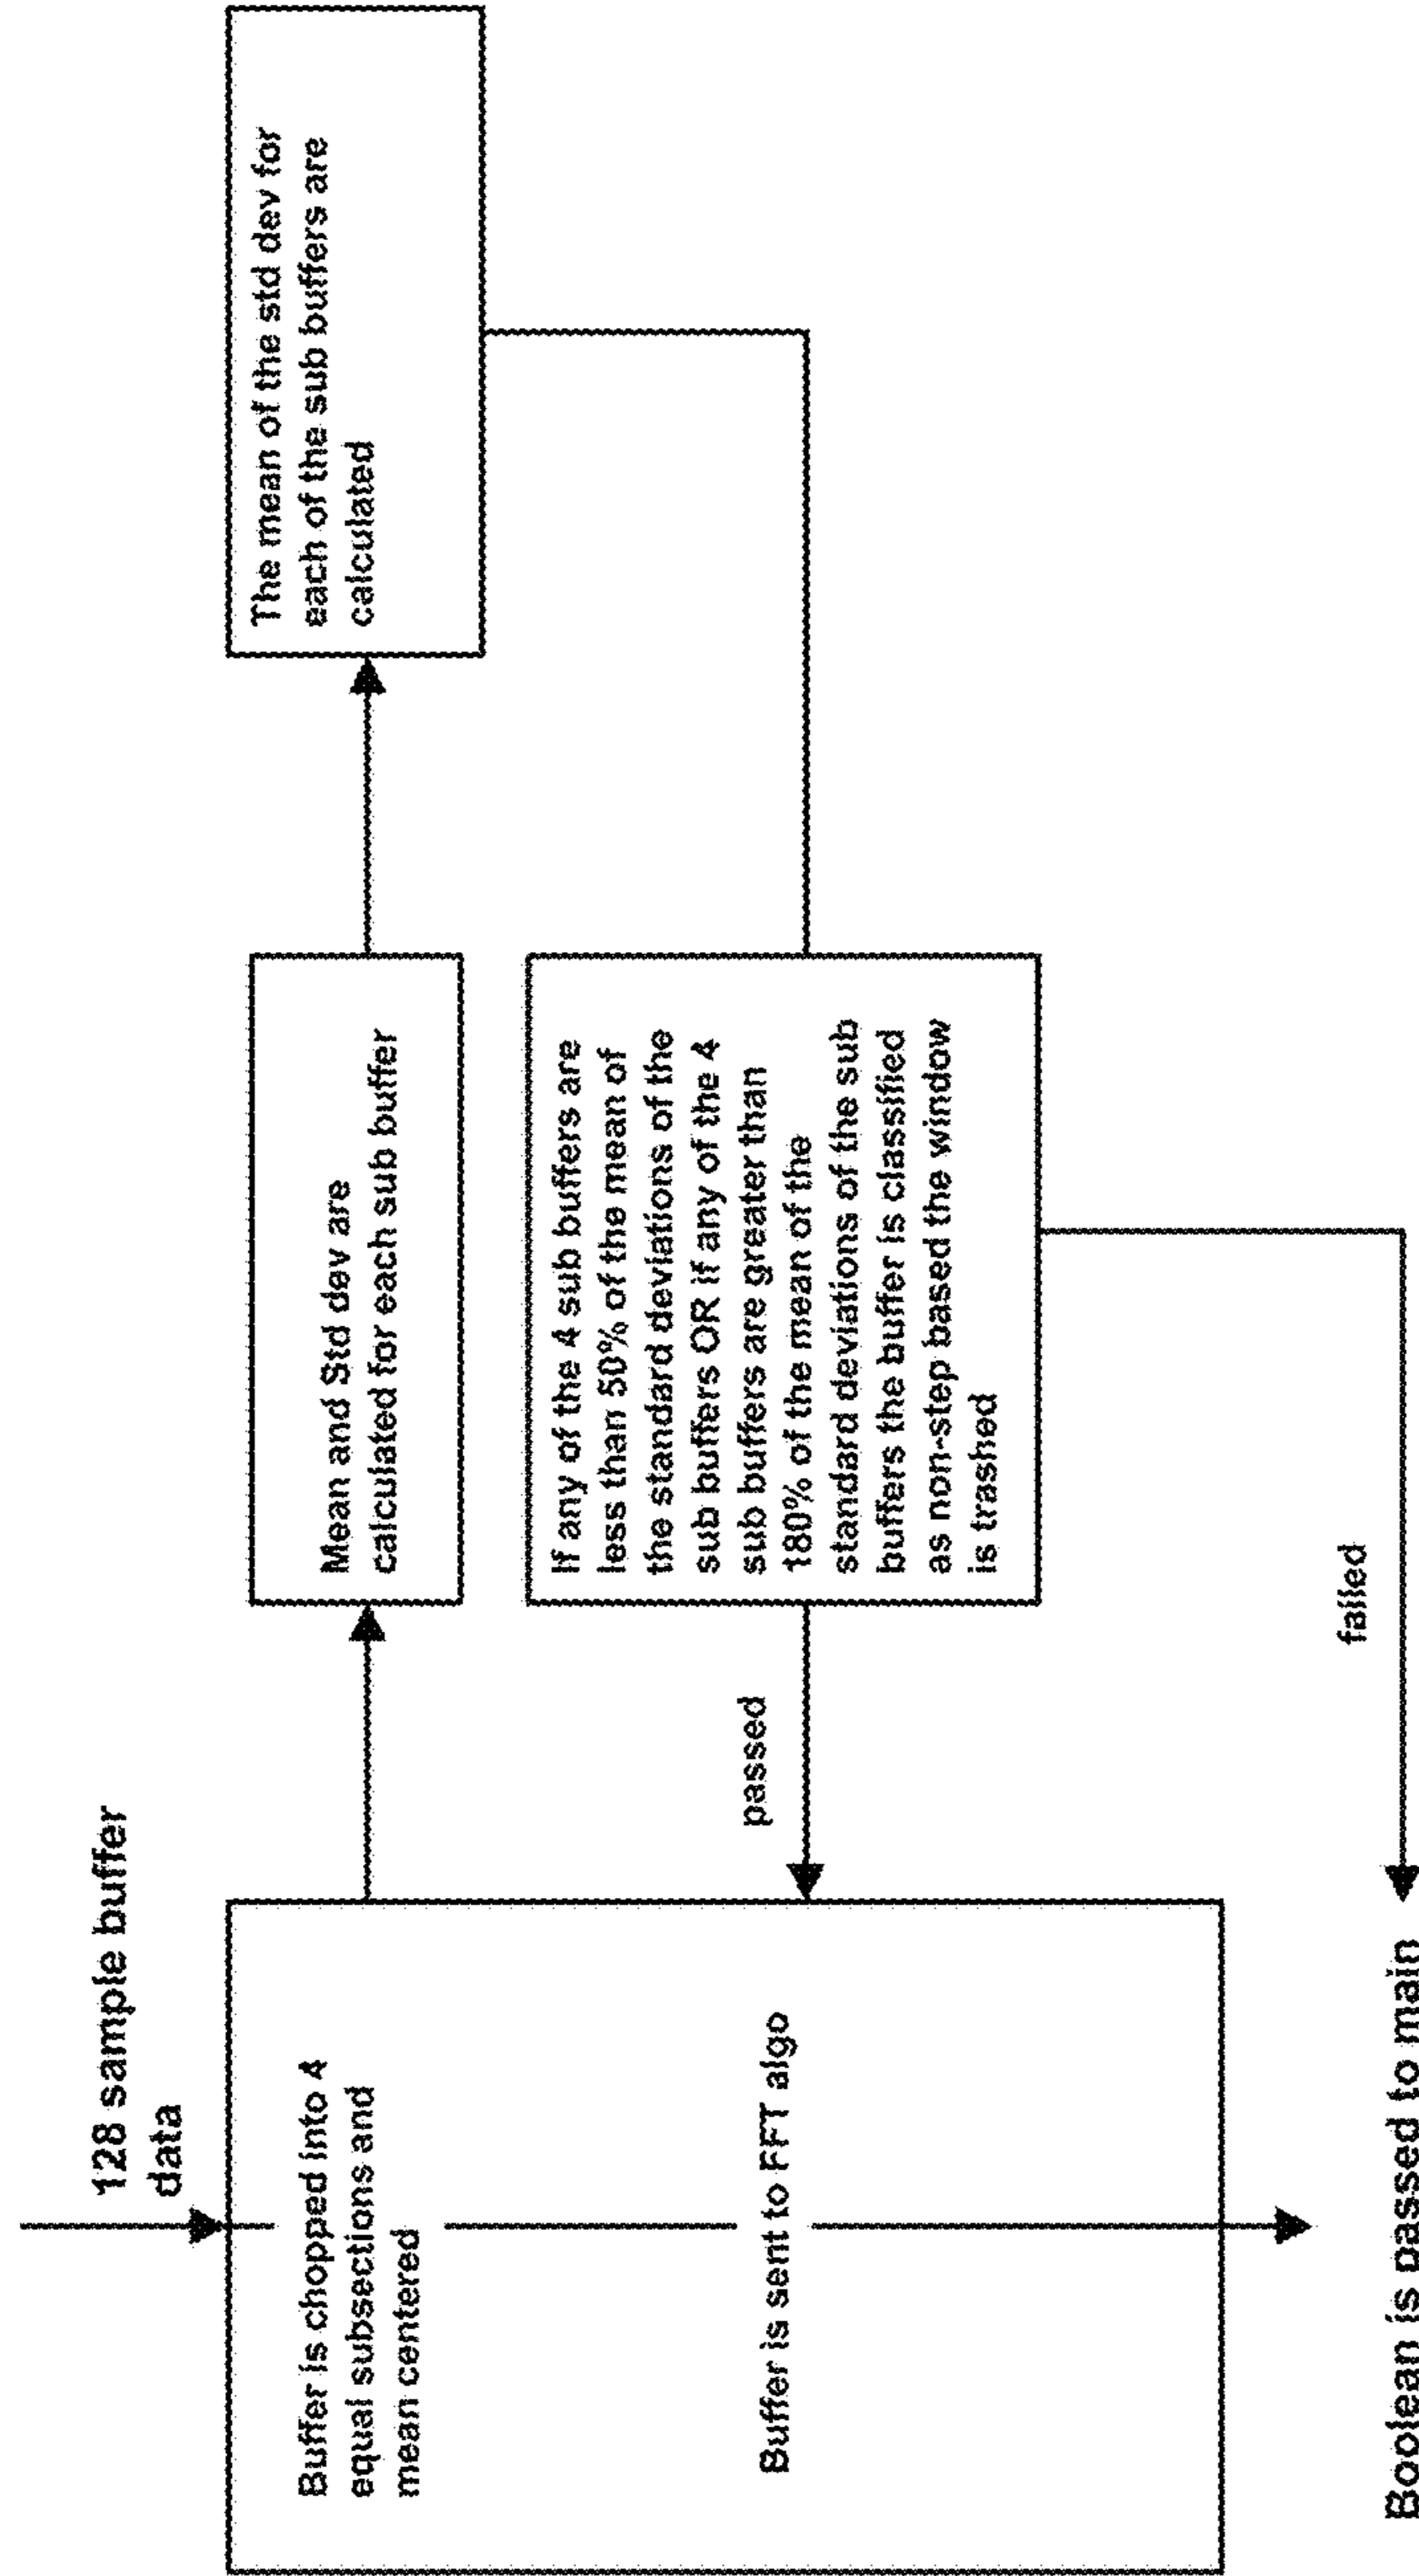 128 sample buffer
data
Buffer is chopped into 4
equal subsections and
mean centered
Mean and Std dev are
calculated for each sub buffer
The mean of the std dev for
each of the sub buffers are
calculated
If any of the 4 sub buffers are
less than 50% of the mean of
the standard deviations of the
sub buffers OR if any of the 4
sub buffers are greater than
180% of the mean of the
standard deviations of the sub
buffers the buffer is classified
as non-step based the window
is trashed
passed
Buffer is sent to FFT algo
failed
Boolean is passed to main